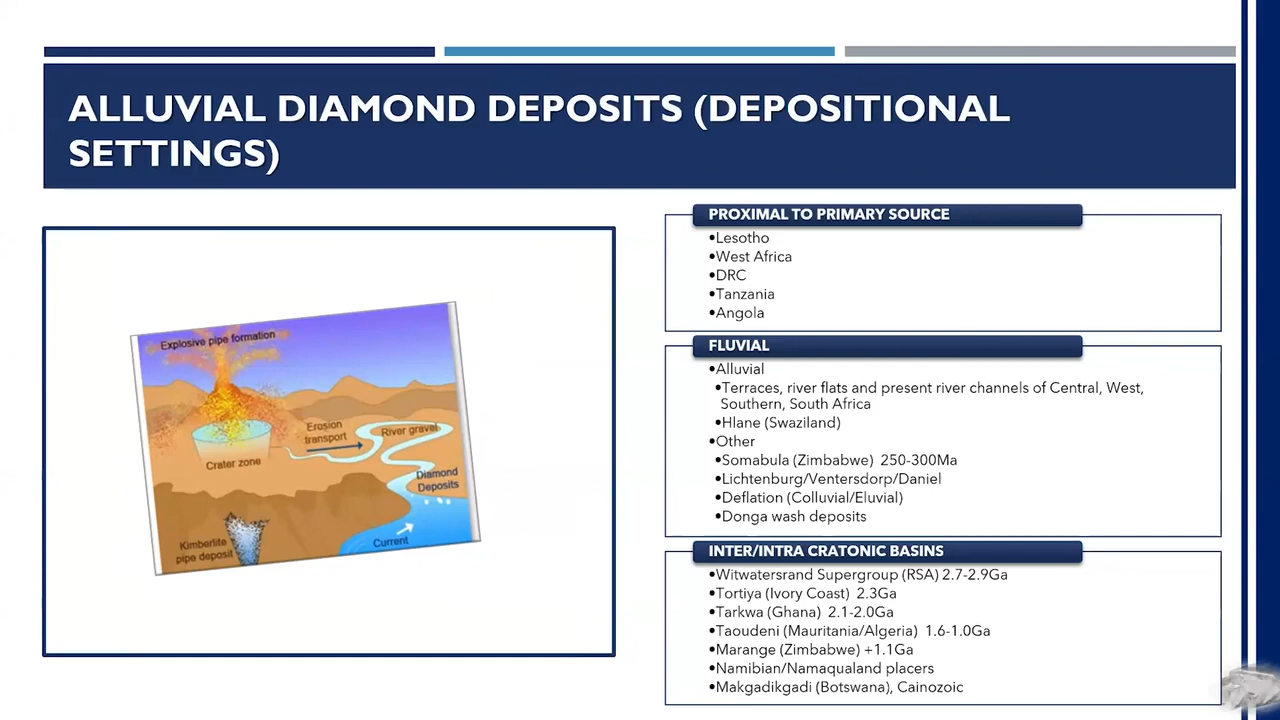 ALLUVIAL DIAMOND DEPOSITS (DEPOSITIONAL
SETTINGS)
Explosive pipe formation
Erosion
transport
River gravel
Crater zone
Diamond
Deposits
Kimberlite
pipe deposit
Current
PROXIMAL TO PRIMARY SOURCE
•Lesotho
•West Africa
•DRC
•Tanzania
•Angola
FLUVIAL
•Alluvial
•Terraces, river flats and present river channels of Central, West,
Southern, South Africa
•Hlane (Swaziland)
•Other
•Somabula (Zimbabwe) 250-300Ma
•Lichtenburg/Ventersdorp/Daniel
•Deflation (Colluvial/Eluvial)
•Donga wash deposits
INTER/INTRA CRATONIC BASINS
•Witwatersrand Supergroup (RSA) 2.7-2.9Ga
•Tortiya (Ivory Coast) 2.3Ga
•Tarkwa (Ghana) 2.1-2.0Ga
•Taoudeni (Mauritania/Algeria) 1.6-1.0Ga
•Marange (Zimbabwe) +1.1Ga
•Namibian/Namaqualand placers
•Makgadikgadi (Botswana), Cainozoic